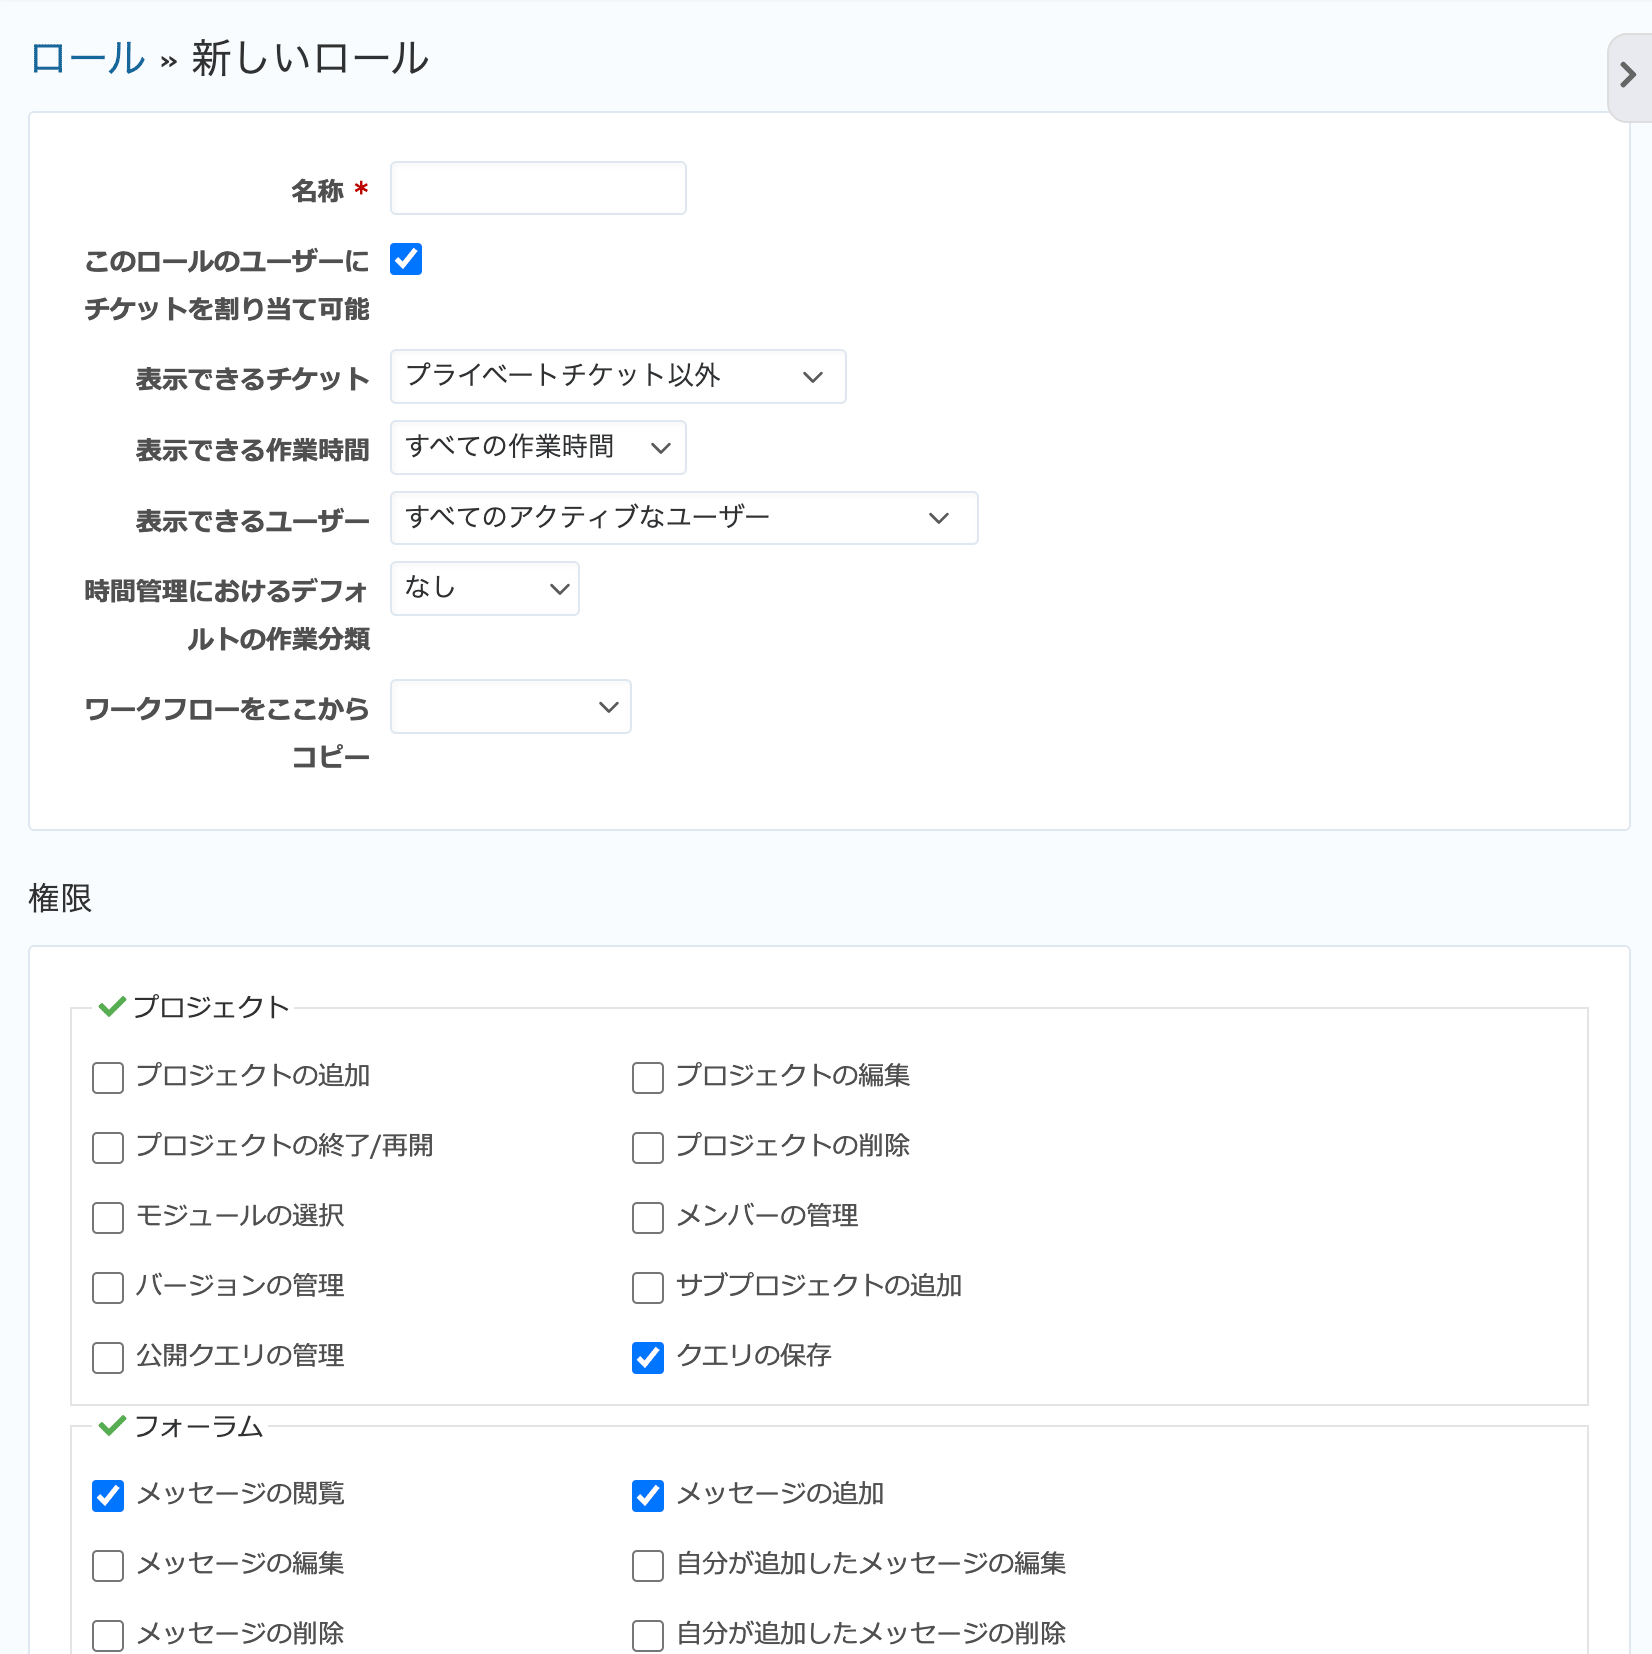 ロール » 新しいロール
名称 *
このロールのユーザーに
チケットを割り当て可能
表示できるチケット プライベートチケット以外
表示できる作業時間 すべての作業時間
表示できるユーザー すべてのアクティブなユーザー
時間管理におけるデフォ なし
ルトの作業分類
ワークフローをここから
コピー
権限
プロジェクト
プロジェクトの追加 プロジェクトの編集
プロジェクトの終了/再開 プロジェクトの削除
モジュールの選択 メンバーの管理
バージョンの管理 サブプロジェクトの追加
公開クエリの管理 クエリの保存
フォーラム
メッセージの閲覧 メッセージの追加
メッセージの編集 自分が追加したメッセージの編集
メッセージの削除 自分が追加したメッセージの削除